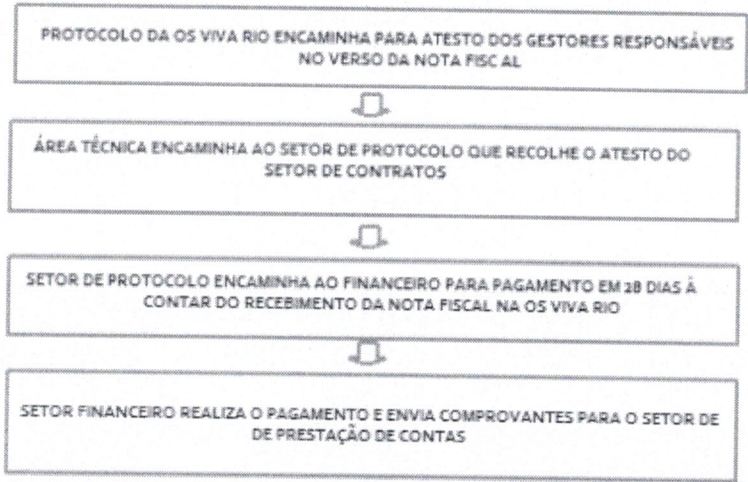 PROTOCOLO DA OS VIVA RIO ENCAMINHA PARA ATESTO DOS GESTORES RESPONSÁVEIS
NO VERSO DA NOTA FISC AL
ÁREA TÉCNICA ENCAMINHA AO SETOR DE PROTOCOLO QUE RECOLHE O ATESTO DO
SETOR DE CONTRATOS
SETOR DE PROTOCOLO ENCAMINHA AO FINANCEIRO PARA PAGAMENTO EM 28 DIAS À
CONTAR DO RECEBIMENTO DA NOTA FISCAL NA OS VIVA RIO
SETOR FINANCEIRO REALIZA O PAGAMENTO E ENVIA COMPROVANTES PARA O SETOR DE
DE PRESTAÇÃO DE CONTAS